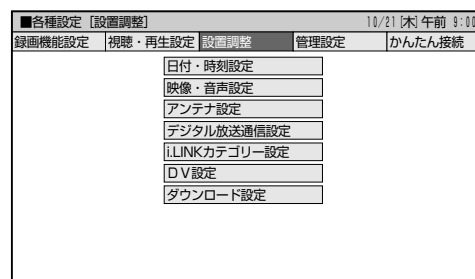 ■各種設定［設置調整］ 10/21［木］午前 9:00
録画機能設定 視聴・再生設定 設置調整 管理設定 かんたん接続
日付・時刻設定
映像・音声設定
アンテナ設定
デジタル放送通信設定
i.LINKカテゴリー設定
ＤＶ設定
ダウンロード設定